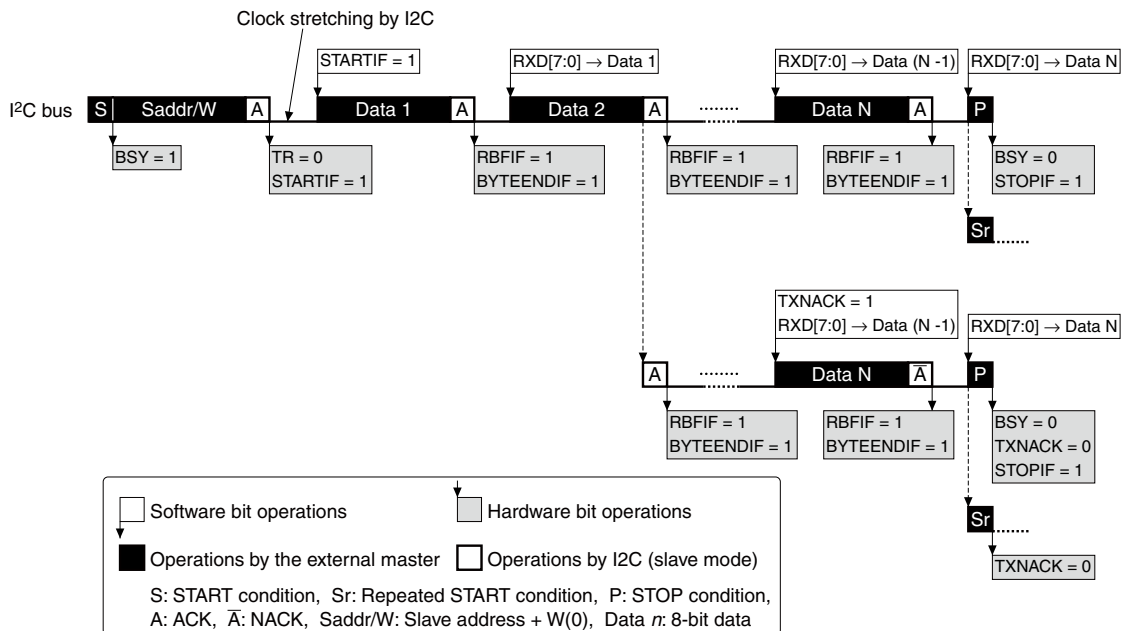 Clock stretching by I2C
STARTIF = 1
RXD[7:0] → Data 1
RXD[7:0] → Data (N -1)
RXD[7:0] → Data N
I²C bus
S Saddr/W A Data 1 A Data 2 A Data N A P
BSY = 1
TR = 0
STARTIF = 1
RBFIF = 1
BYTEENDIF = 1
RBFIF = 1
BYTEENDIF = 1
RBFIF = 1
BYTEENDIF = 1
BSY = 0
STOPIF = 1
Sr
TXNACK = 1
RXD[7:0] → Data (N -1)
RXD[7:0] → Data N
A Data N A̅ P
RBFIF = 1
BYTEENDIF = 1
RBFIF = 1
BYTEENDIF = 1
BSY = 0
TXNACK = 0
STOPIF = 1
Sr
TXNACK = 0
Software bit operations
Hardware bit operations
Operations by the external master
Operations by I2C (slave mode)
S: START condition, Sr: Repeated START condition, P: STOP condition,
A: ACK, A̅: NACK, Saddr/W: Slave address + W(0), Data n: 8-bit data